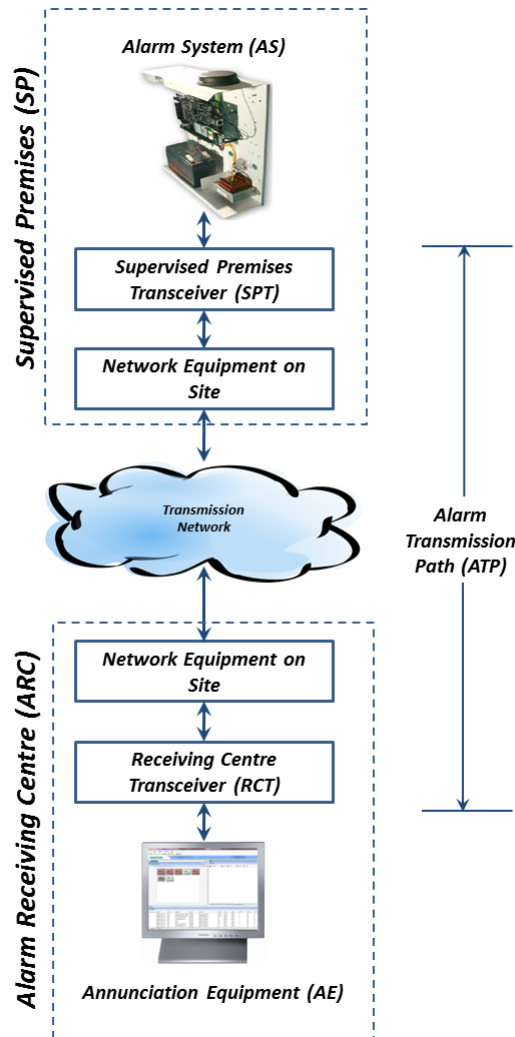 Supervised Premises (SP)
Alarm System (AS)
Supervised Premises
Transceiver (SPT)
Network Equipment on
Site
Transmission
Network
Alarm
Transmission
Path (ATP)
Alarm Receiving Centre (ARC)
Network Equipment on
Site
Receiving Centre
Transceiver (RCT)
Annunciation Equipment (AE)